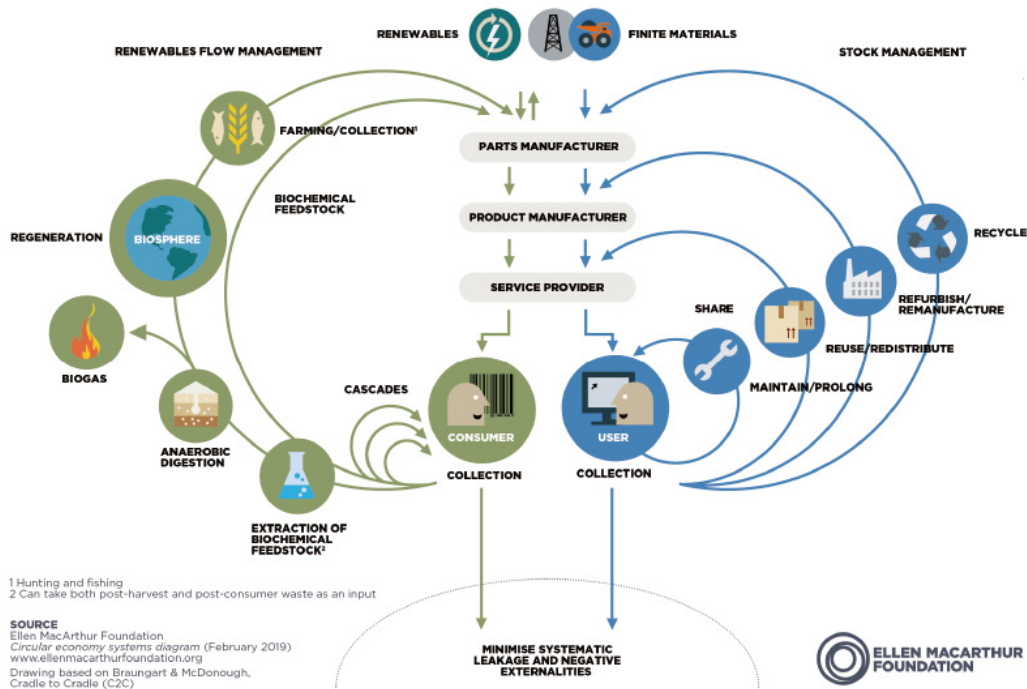 RENEWABLES
FINITE MATERIALS
RENEWABLES FLOW MANAGEMENT
STOCK MANAGEMENT
FARMING/COLLECTION¹
PARTS MANUFACTURER
BIOCHEMICAL
FEEDSTOCK
PRODUCT MANUFACTURER
REGENERATION
BIOSPHERE
RECYCLE
SERVICE PROVIDER
SHARE
REFURBISH/
REMANUFACTURE
REUSE/REDISTRIBUTE
BIOGAS
CASCADES
MAINTAIN/PROLONG
CONSUMER
USER
ANAEROBIC
DIGESTION
COLLECTION
COLLECTION
EXTRACTION OF
BIOCHEMICAL
FEEDSTOCK²
1 Hunting and fishing
2 Can take both post-harvest and post-consumer waste as an input
SOURCE
Ellen MacArthur Foundation
Circular economy systems diagram (February 2019)
www.ellenmacarthurfoundation.org
Drawing based on Braungart & McDonough,
Cradle to Cradle (C2C)
MINIMISE SYSTEMATIC
LEAKAGE AND NEGATIVE
EXTERNALITIES
ELLEN MACARTHUR
FOUNDATION